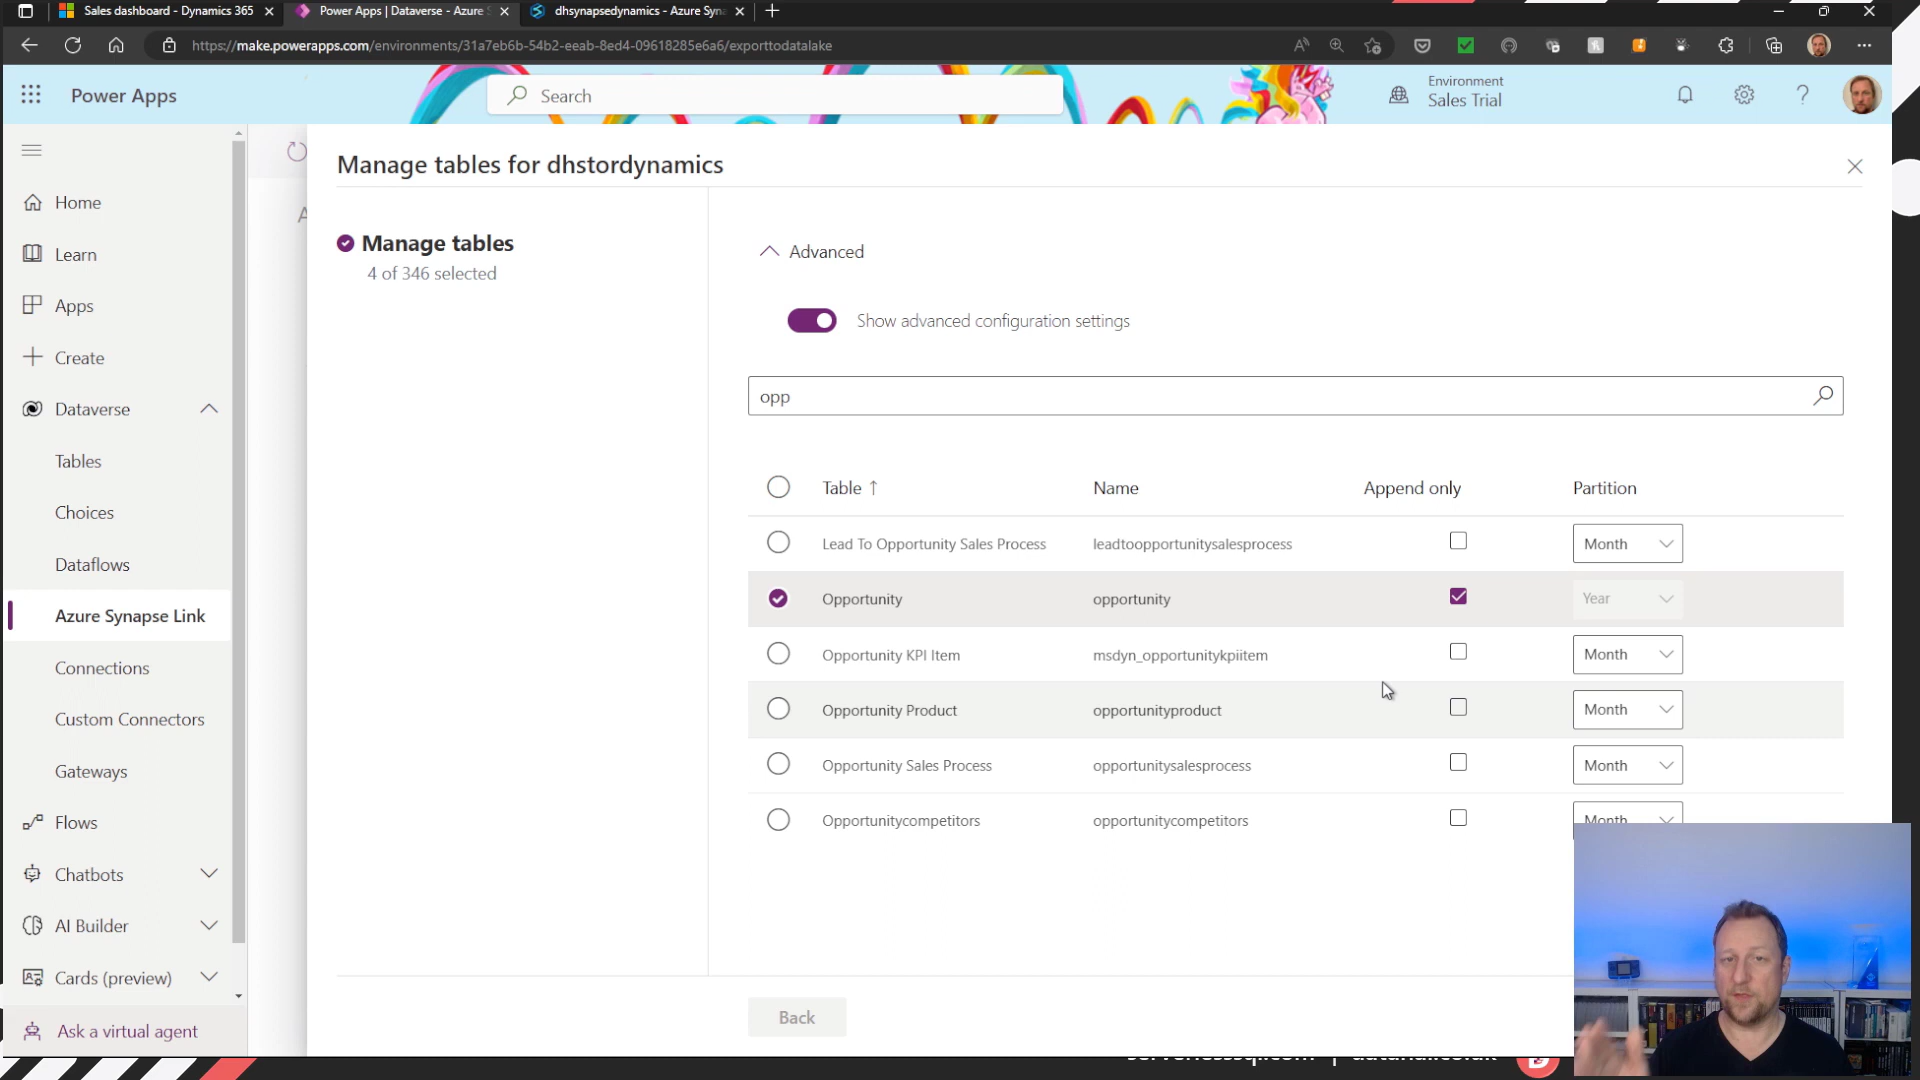 Sales dashboard - Dynamics 365
Power Apps | Dataverse - Azure S
dhsynapsedynamics - Azure Syna
https://make.powerapps.com/environments/31a7eb6b-54b2-eeab-8ed4-09618285e6a6/exporttodatalake
Power Apps
Search
Environment
Sales Trial
Home
Learn
Apps
Create
Dataverse
Tables
Choices
Dataflows
Azure Synapse Link
Connections
Custom Connectors
Gateways
Flows
Chatbots
AI Builder
Cards (preview)
Ask a virtual agent
Manage tables for dhstordynamics
Manage tables
4 of 346 selected
Advanced
Show advanced configuration settings
opp
Table ↑ Name Append only Partition
Lead To Opportunity Sales Process leadtoopportunitysalesprocess Month
Opportunity opportunity Year
Opportunity KPI Item msdyn_opportunitykpiitem Month
Opportunity Product opportunityproduct Month
Opportunity Sales Process opportunitysalesprocess Month
Opportunitycompetitors opportunitycompetitors Month
Back